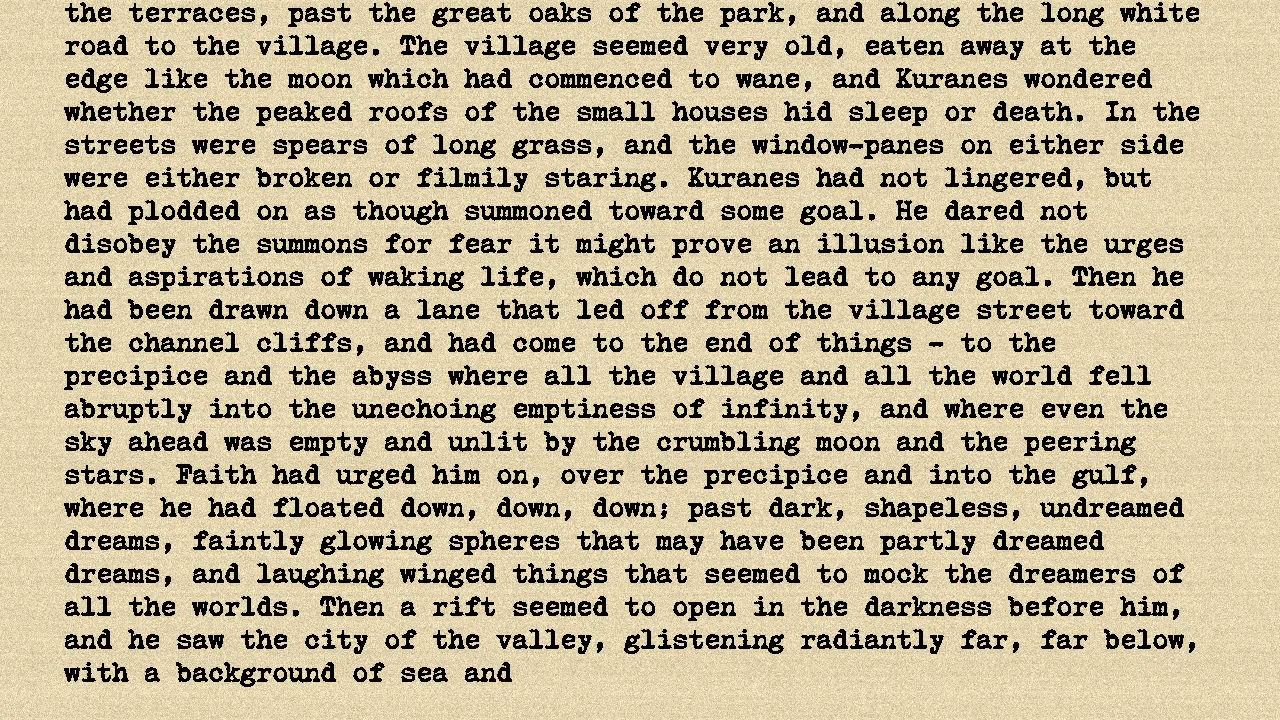 the terraces, past the great oaks of the park, and along the long white
road to the village. The village seemed very old, eaten away at the
edge like the moon which had commenced to wane, and Kuranes wondered
whether the peaked roofs of the small houses hid sleep or death. In the
streets were spears of long grass, and the window-panes on either side
were either broken or filmily staring. Kuranes had not lingered, but
had plodded on as though summoned toward some goal. He dared not
disobey the summons for fear it might prove an illusion like the urges
and aspirations of waking life, which do not lead to any goal. Then he
had been drawn down a lane that led off from the village street toward
the channel cliffs, and had come to the end of things - to the
precipice and the abyss where all the village and all the world fell
abruptly into the unechoing emptiness of infinity, and where even the
sky ahead was empty and unlit by the crumbling moon and the peering
stars. Faith had urged him on, over the precipice and into the gulf,
where he had floated down, down, down; past dark, shapeless, undreamed
dreams, faintly glowing spheres that may have been partly dreamed
dreams, and laughing winged things that seemed to mock the dreamers of
all the worlds. Then a rift seemed to open in the darkness before him,
and he saw the city of the valley, glistening radiantly far, far below,
with a background of sea and